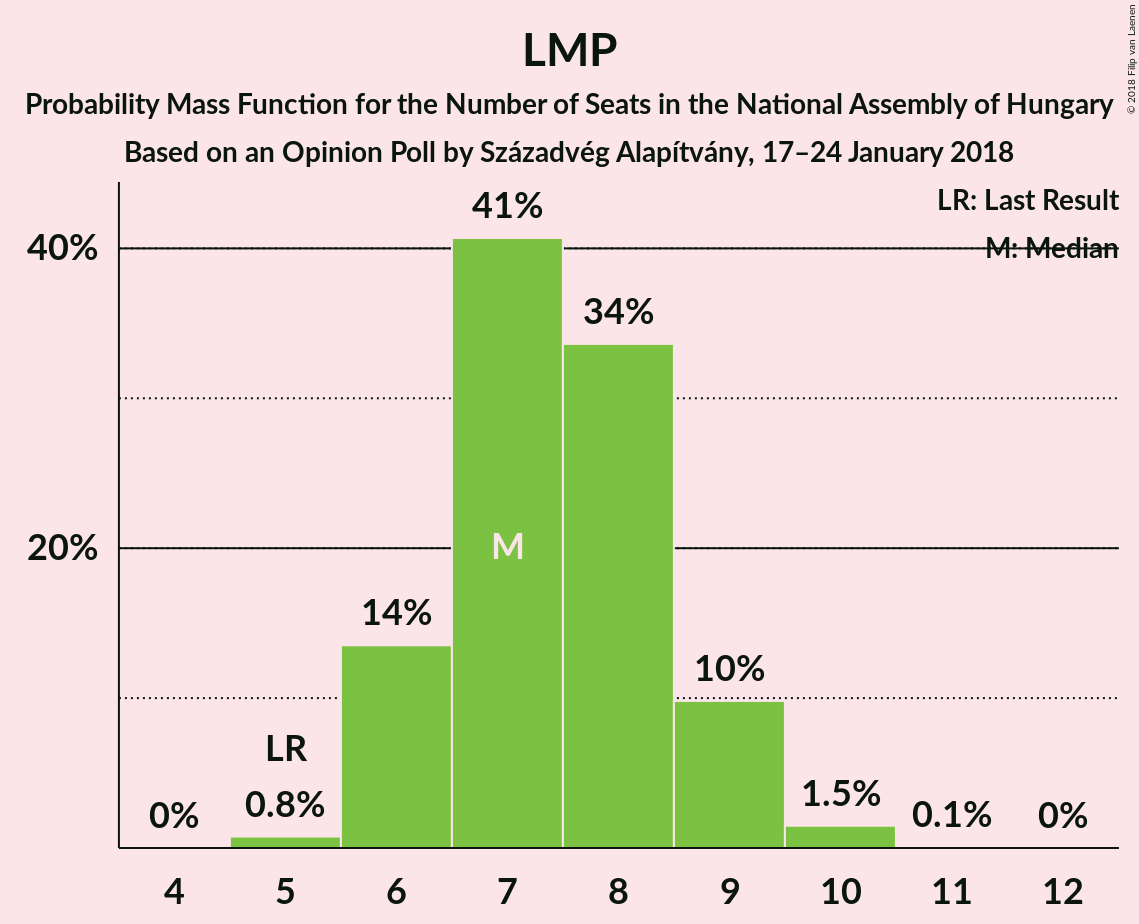 LMP
Probability Mass Function for the Number of Seats in the National Assembly of Hungary
Based on an Opinion Poll by Századvég Alapítvány, 17–24 January 2018
© 2018 Filip van Laenen
LR: Last Result
M: Median
40%
20%
0%
LR
0.8%
14%
41%
M
34%
10%
1.5%
0.1%
0%
4 5 6 7 8 9 10 11 12